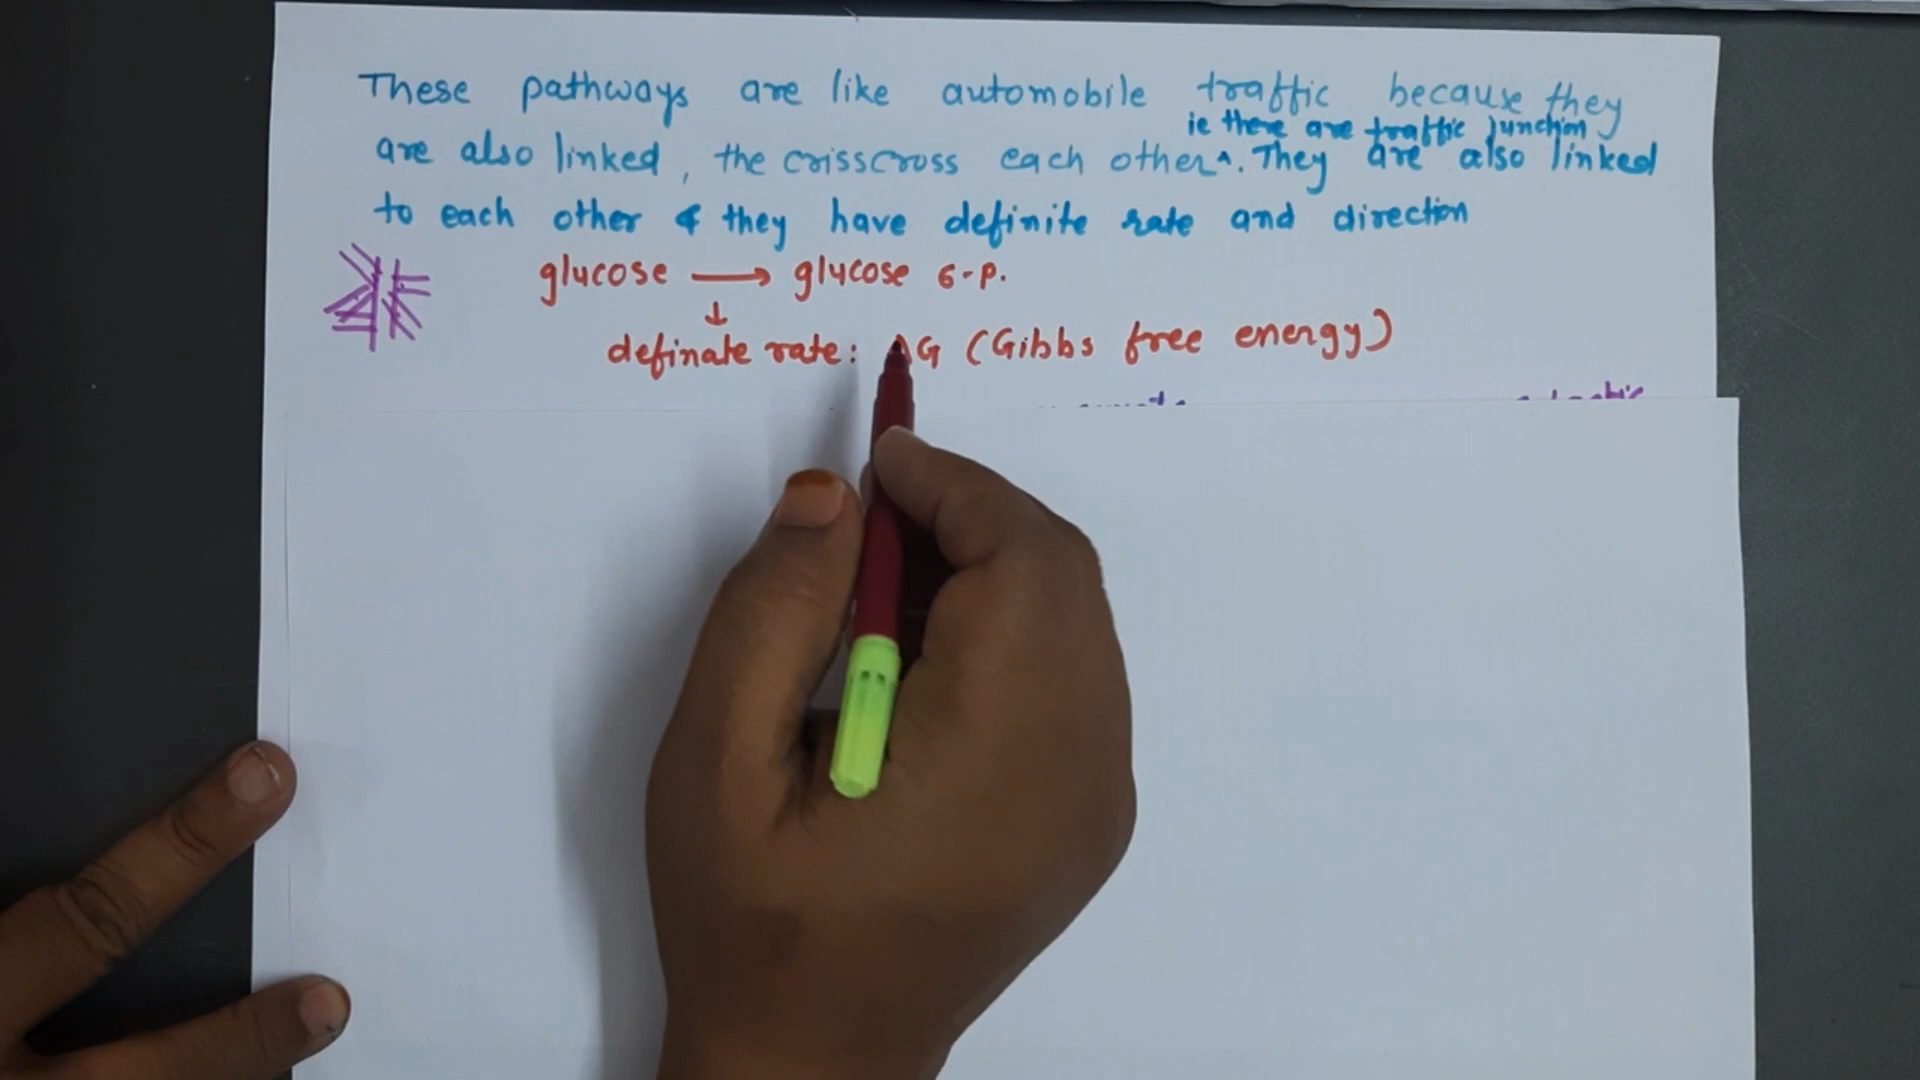 These pathways are like automobile traffic because they
ie there are traffic junction
are also linked, the crisscross each other ^. They are also linked
to each other & they have definite rate and direction
glucose → glycose 6-p.
↓
definate rate: ΔG (Gibbs free energy)